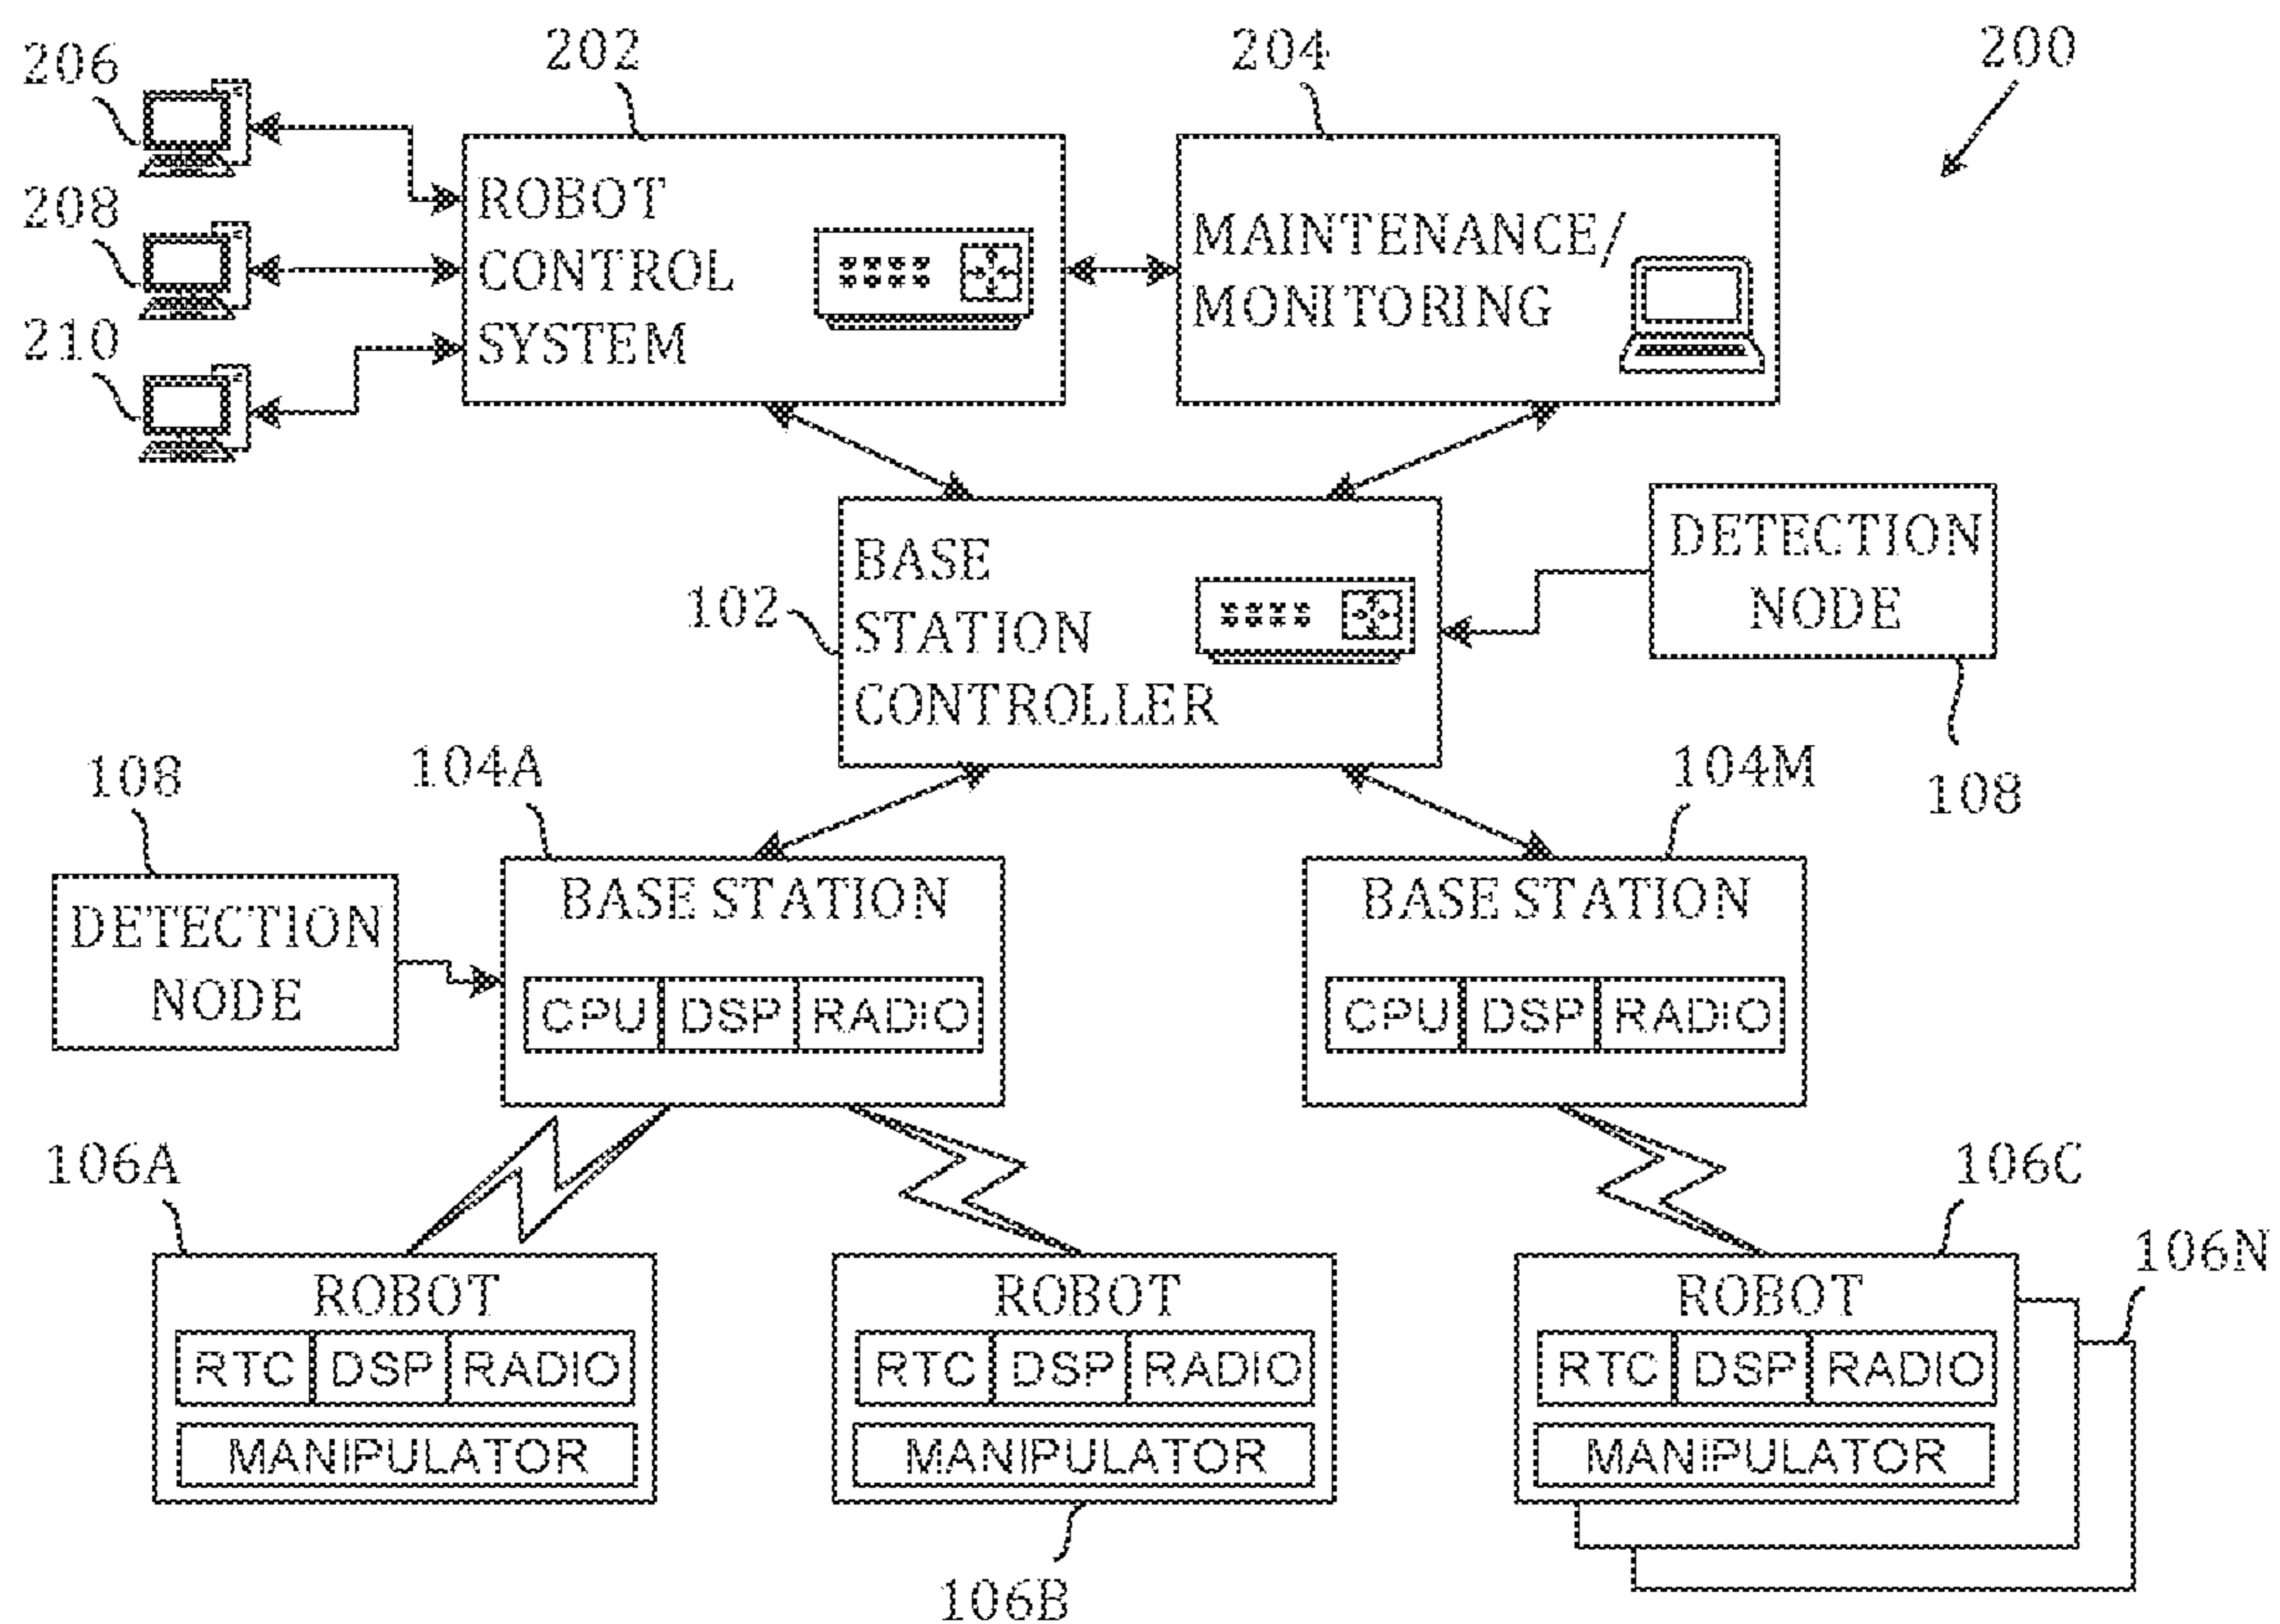 206
202
204
200
208
210
ROBOT
CONTROL
SYSTEM
MAINTENANCE/
MONITORING
102
BASE
STATION
CONTROLLER
DETECTION
NODE
108
108
104A
104M
DETECTION
NODE
BASE STATION
CPU DSP RADIO
BASE STATION
CPU DSP RADIO
106A
106C
106N
ROBOT
RTC DSP RADIO
MANIPULATOR
ROBOT
RTC DSP RADIO
MANIPULATOR
106B
ROBOT
RTC DSP RADIO
MANIPULATOR